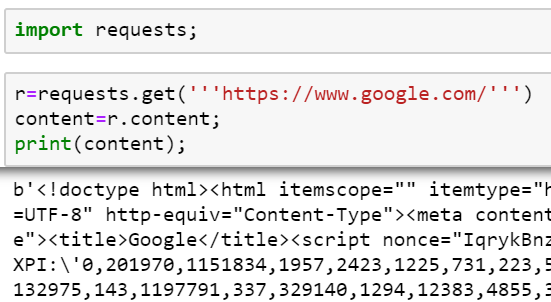 import requests;
r=requests.get('''https://www.google.com/''')
content=r.content;
print(content);
b'<!doctype html><html itemscope="" itemtype="h
=UTF-8" http-equiv="Content-Type"><meta content
e"><title>Google</title><script nonce="IqrykBnz
XPI:\'0,201970,1151834,1957,2423,1225,731,223,5
132975,143,1197791,337,329140,1294,12383,4855,3